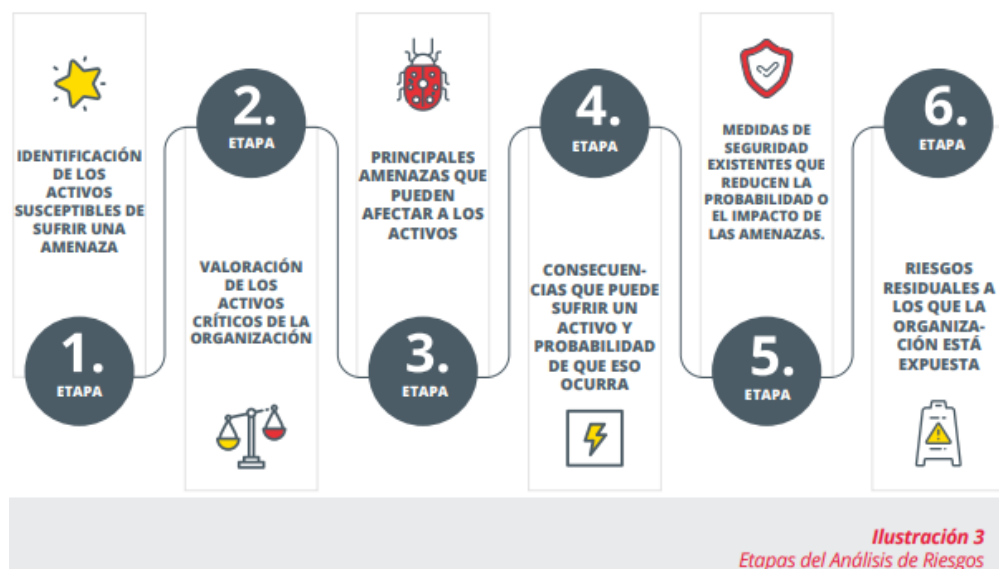 IDENTIFICACIÓN
DE LOS
ACTIVOS
SUSCEPTIBLES DE
SUFRIR UNA
AMENAZA
1.
ETAPA
2.
ETAPA
VALORACIÓN
DE LOS
ACTIVOS
CRÍTICOS DE LA
ORGANIZACIÓN
PRINCIPALES
AMENAZAS QUE
PUEDEN
AFECTAR A LOS
ACTIVOS
3.
ETAPA
4.
ETAPA
CONSECUEN-
CIAS QUE PUEDE
SUFRIR UN
ACTIVO Y
PROBABILIDAD
DE QUE ESO
OCURRA
MEDIDAS DE
SEGURIDAD
EXISTENTES QUE
REDUCEN LA
PROBABILIDAD O
EL IMPACTO DE
LAS AMENAZAS.
5.
ETAPA
6.
ETAPA
RIESGOS
RESIDUALES A
LOS QUE LA
ORGANIZA-
CIÓN ESTÁ
EXPUESTA
Ilustración 3
Etapas del Análisis de Riesgos